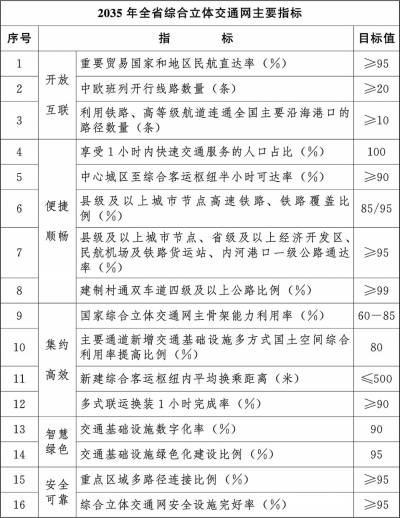 2035年全省综合立体交通网主要指标
序号 指标 目标值
开放
互联
1 重要贸易国家和地区民航直达率（%） ≥95
2 中欧班列开行线路数量（条） ≥20
3 利用铁路、高等级航道连通全国主要沿海港口的
路径数量（条） ≥10
便捷
顺畅
4 享受1小时内快速交通服务的人口占比（%） 100
5 中心城区至综合客运枢纽半小时可达率（%） ≥90
6 县级及以上城市节点高速铁路、铁路覆盖比
例（%） 85/95
7 县级及以上城市节点、省级及以上经济开发区、
民航机场及铁路货运站、内河港口一级公路通达
率（%） ≥95
8 建制村通双车道四级及以上公路比例（%） ≥99
集约
高效
9 国家综合立体交通网主骨架能力利用率（%） 60—85
10 主要通道新增交通基础设施多方式国土空间综合
利用率提高比例（%） 80
11 新建综合客运枢纽内平均换乘距离（米） ≤500
12 多式联运换装1小时完成率（%） ≥90
智慧
绿色
13 交通基础设施数字化率（%） 90
14 交通基础设施绿色化建设比例（%） 95
安全
可靠
15 重点区域多路径连接比例（%） ≥95
16 综合立体交通网安全设施完好率（%） ≥95